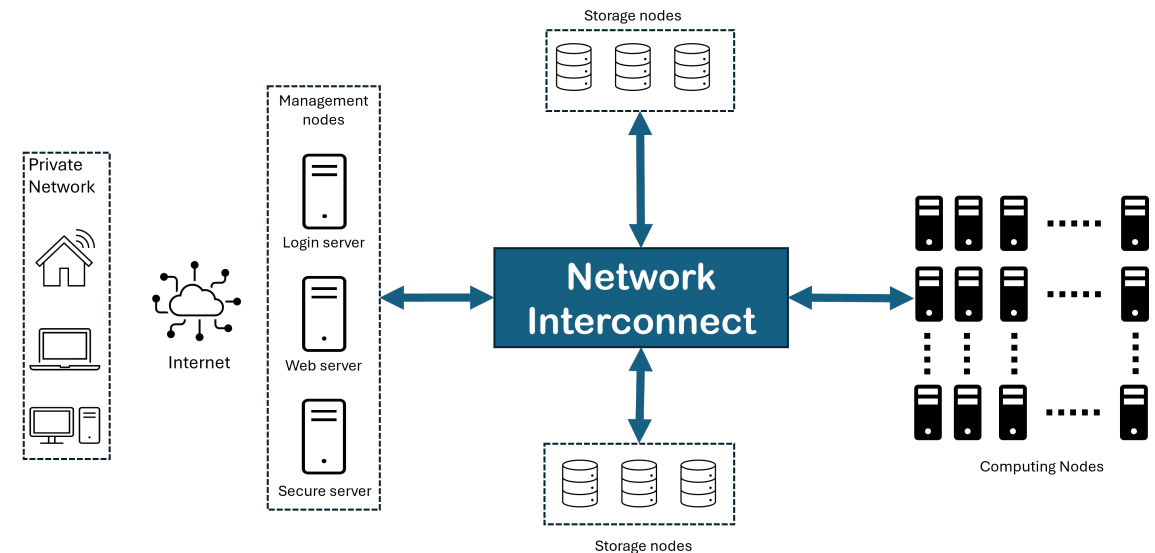 Storage nodes
Management
nodes
Private
Network
Login server
Network
Interconnect
Internet
Web server
Secure server
Computing Nodes
Storage nodes